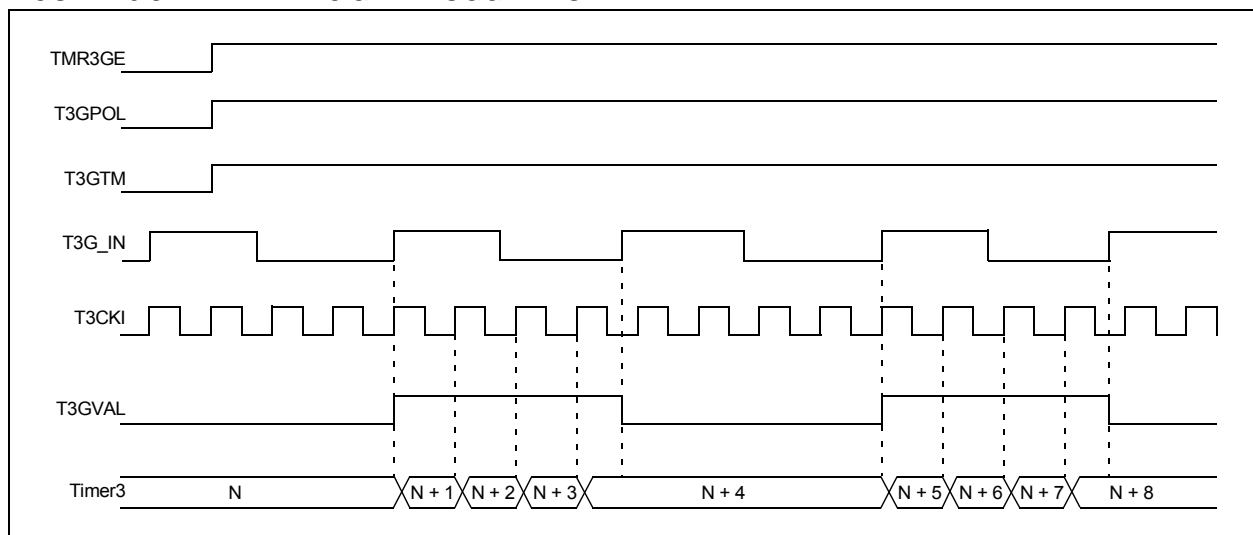 TMR3GE
T3GPOL
T3GTM
T3G_IN
T3CKI
T3GVAL
Timer3 N N + 1 N + 2 N + 3 N + 4 N + 5 N + 6 N + 7 N + 8